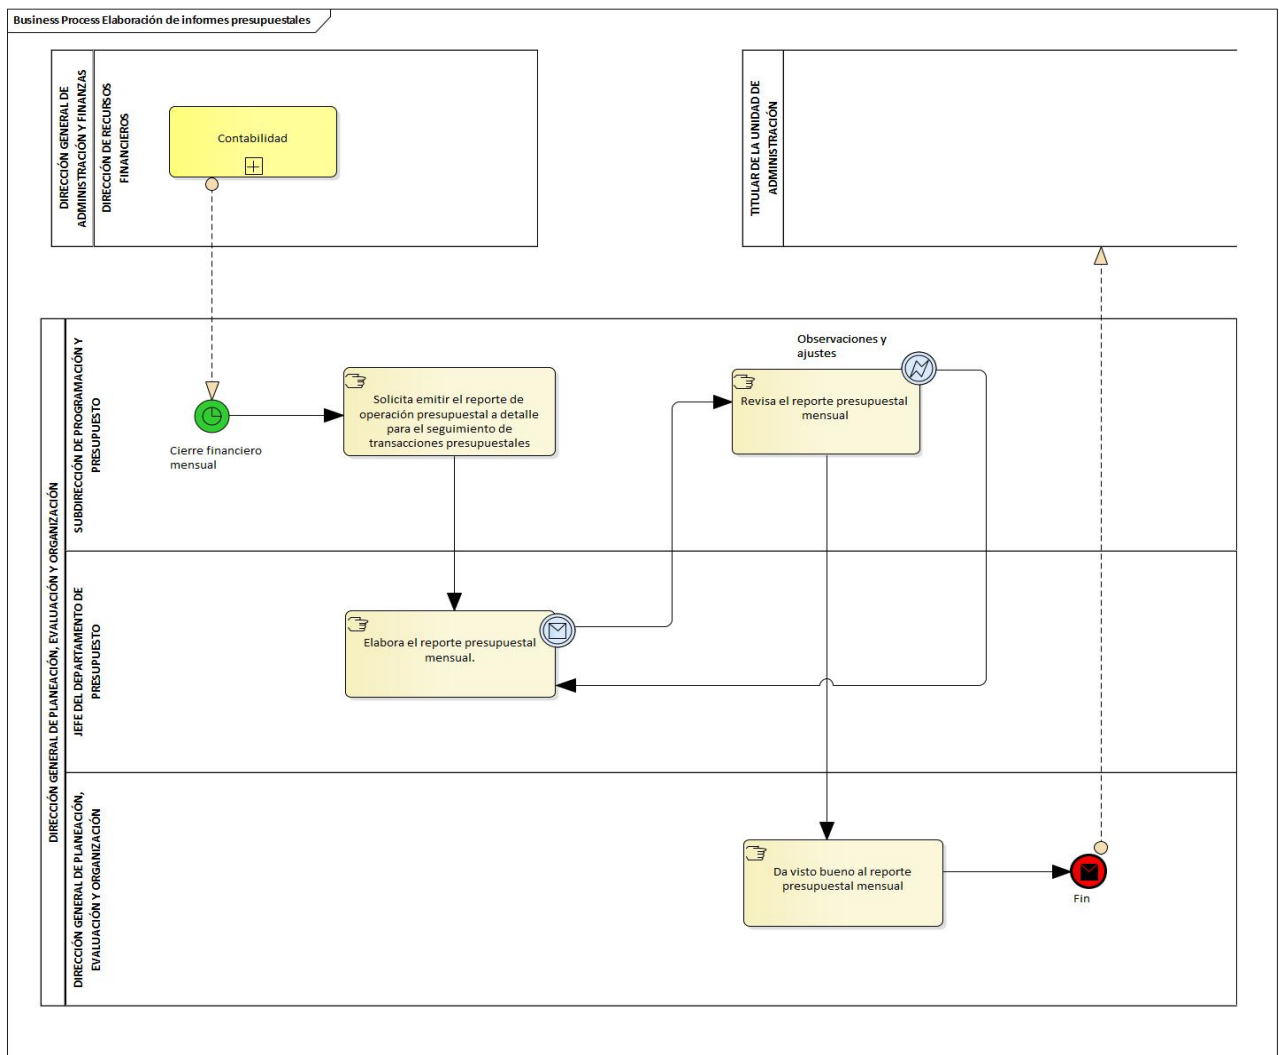 Business Process Elaboración de informes presupuestales
DIRECCIÓN GENERAL DE
ADMINISTRACIÓN Y FINANZAS
DIRECCIÓN DE RECURSOS
FINANCIEROS
Contabilidad
TITULAR DE LA UNIDAD DE
ADMINISTRACIÓN
DIRECCIÓN GENERAL DE PLANEACIÓN, EVALUACIÓN Y ORGANIZACIÓN
SUBDIRECCIÓN DE PROGRAMACIÓN Y
PRESUPUESTO
Cierre financiero
mensual
Solicita emitir el reporte de
operación presupuestal a detalle
para el seguimiento de
transacciones presupuestales
Observaciones y
ajustes
Revisa el reporte presupuestal
mensual
JEFE DEL DEPARTAMENTO DE
PRESUPUESTO
Elabora el reporte presupuestal
mensual.
DIRECCIÓN GENERAL DE PLANEACIÓN,
EVALUACIÓN Y ORGANIZACIÓN
Da visto bueno al reporte
presupuestal mensual
Fin